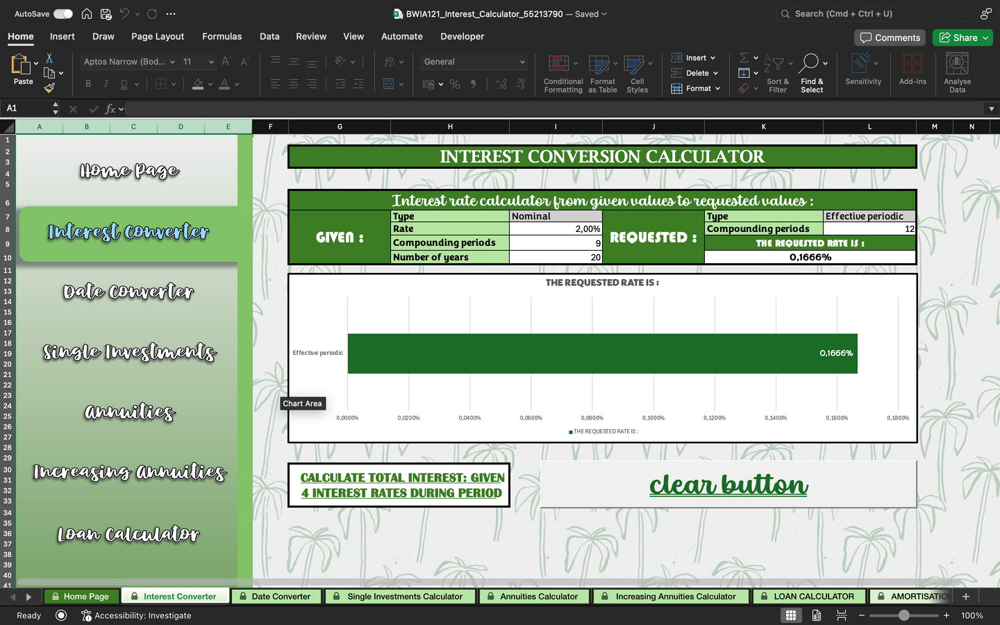 AutoSave
BWIA121_Interest_Calculator_55213790 — Saved
Search (Cmd + Ctrl + U)
Home Insert Draw Page Layout Formulas Data Review View Automate Developer
Comments Share
Paste
Aptos Narrow (Bod... 11
B I D A
General
Conditional Formatting
Format as Table
Cell Styles
Insert
Delete
Format
Sort & Filter
Find & Select
Sensitivity
Add-ins
Analyse Data
A1 fx
A B C D E F G H I J K L M N
1
2
3
4
5
6
7
8
9
10
11
12
13
14
15
16
17
18
19
20
21
22
23
24
25
26
27
28
29
30
31
32
33
34
35
36
37
38
39
40
41
Home Page
Interest Converter
Date Converter
Single Investments
Annuities
Increasing Annuities
Loan Calculator
INTEREST CONVERSION CALCULATOR
Interest rate calculator from given values to requested values :
GIVEN :
Type Nominal
Rate 2,00%
Compounding periods 9
Number of years 20
REQUESTED :
Type Effective periodic
Compounding periods 12
THE REQUESTED RATE IS :
0,1666%
THE REQUESTED RATE IS :
Effective periodic
0,1666%
Chart Area
0,0000% 0,0200% 0,0400% 0,0600% 0,0800% 0,1000% 0,1200% 0,1400% 0,1600% 0,1800%
THE REQUESTED RATE IS :
CALCULATE TOTAL INTEREST: GIVEN
4 INTEREST RATES DURING PERIOD
clear button
Home Page Interest Converter Date Converter Single Investments Calculator Annuities Calculator Increasing Annuities Calculator LOAN CALCULATOR AMORTISATIO
Ready Accessibility: Investigate 100%